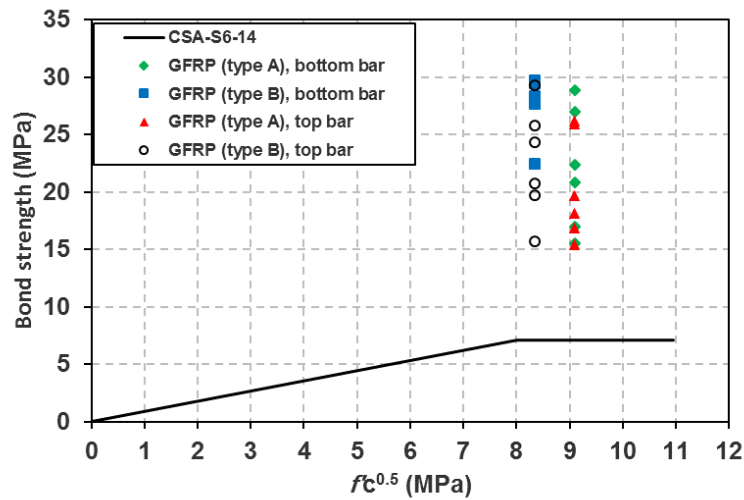 35
30
25
20
15
10
5
0
Bond strength (MPa)
CSA-S6-14
GFRP (type A), bottom bar
GFRP (type B), bottom bar
GFRP (type A), top bar
GFRP (type B), top bar
0 1 2 3 4 5 6 7 8 9 10 11 12
f'c^0.5 (MPa)